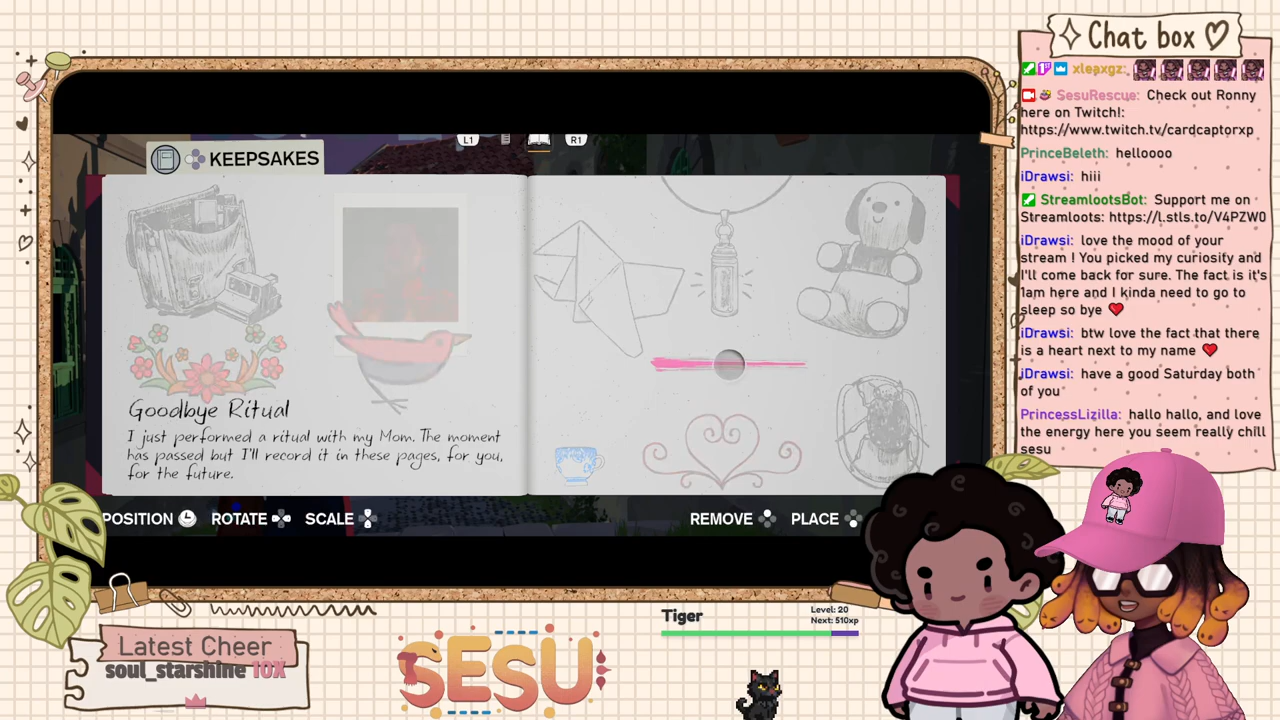 Chat box
xleaxgz:
SesuRescue: Check out Ronny
here on Twitch!:
https://www.twitch.tv/cardcaptorxp
PrinceBeleth: helloooo
iDrawsi: hiii
StreamlootsBot: Support me on
Streamloots: https://l.stls.to/V4PZW0
iDrawsi: love the mood of your
stream ! You picked my curiosity and
I'll come back for sure. The fact is it's
1am here and I kinda need to go to
sleep so bye
iDrawsi: btw love the fact that there
is a heart next to my name
iDrawsi: have a good Saturday both
of you
PrincessLizilla: hallo hallo, and love
the energy here you seem really chill
sesu
L1
R1
KEEPSAKES
Goodbye Ritual
I just performed a ritual with my Mom. The moment
has passed but I'll record it in these pages, for you,
for the future.
POSITION
ROTATE
SCALE
REMOVE
PLACE
Latest Cheer
soul_starshine 10X
SESU
Tiger
Level: 20
Next: 510xp